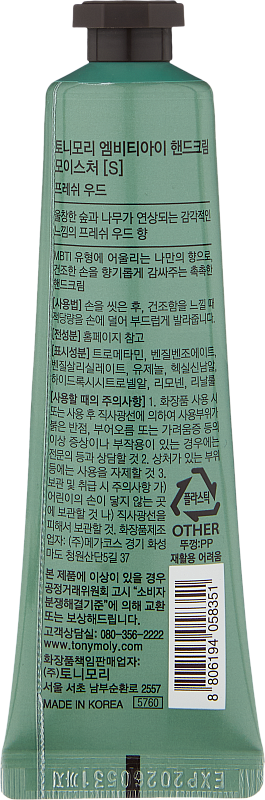 토니모리 엠비티아이 핸드크림
모이스처 [S]
프레쉬 우드
울창한 숲과 나무가 연상되는 감각적인
느낌의 프레쉬 우드 향
MBTI 유형에 어울리는 나만의 향으로,
건조한 손을 향기롭게 감싸주는 촉촉한
핸드크림
[사용법] 손을 씻은 후, 건조함을 느낄 때
적당량을 손에 덜어 부드럽게 발라줍니다.
[전성분] 홈페이지 참고
[표시성분] 트로메타민, 벤질벤조에이트,
벤질살리실레이트, 유제놀, 헥실신남알,
하이드록시시트로넬알, 리모넨, 리날룰
[사용할 때의 주의사항] 1. 화장품 사용 시
또는 사용 후 직사광선에 의하여 사용부위가
붉은 반점, 부어오름 또는 가려움증 등의
이상 증상이나 부작용이 있는 경우에는
전문의 등과 상담할 것 2. 상처가 있는 부위
등에는 사용을 자제할 것 3.
보관 및 취급 시 주의사항 가)
어린이의 손이 닿지 않는 곳
에 보관할 것 나) 직사광선을
피해서 보관할 것. 화장품제조
업자: (주)메가코스 경기 화성
마도 청원산단5길 37
플라스틱
OTHER
뚜껑:PP
재활용 어려움
본 제품에 이상이 있을 경우
공정거래위원회 고시 "소비자
분쟁해결기준"에 의해 교환
또는 보상해드립니다.
고객상담실: 080-356-2222
www.tonymoly.com
화장품책임판매업자:
(주)토니모리
서울 서초 남부순환로 2557
MADE IN KOREA 5760
8 806194 058351
EXP20260531까지